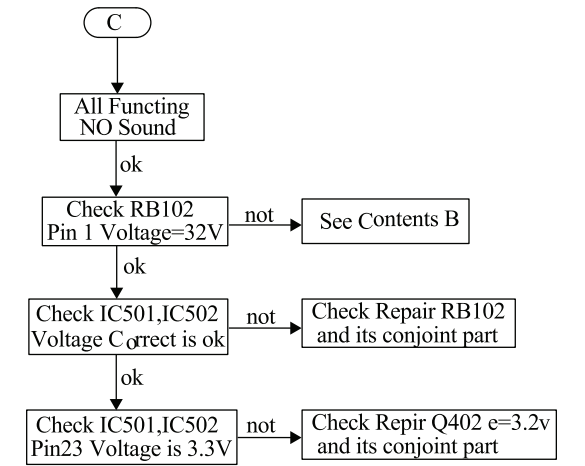 C
All Functing
NO Sound
ok
Check RB102
Pin 1 Voltage=32V
not
See Contents B
ok
Check IC501,IC502
Voltage Correct is ok
not
Check Repair RB102
and its conjoint part
ok
Check IC501,IC502
Pin23 Voltage is 3.3V
not
Check Repir Q402 e=3.2v
and its conjoint part